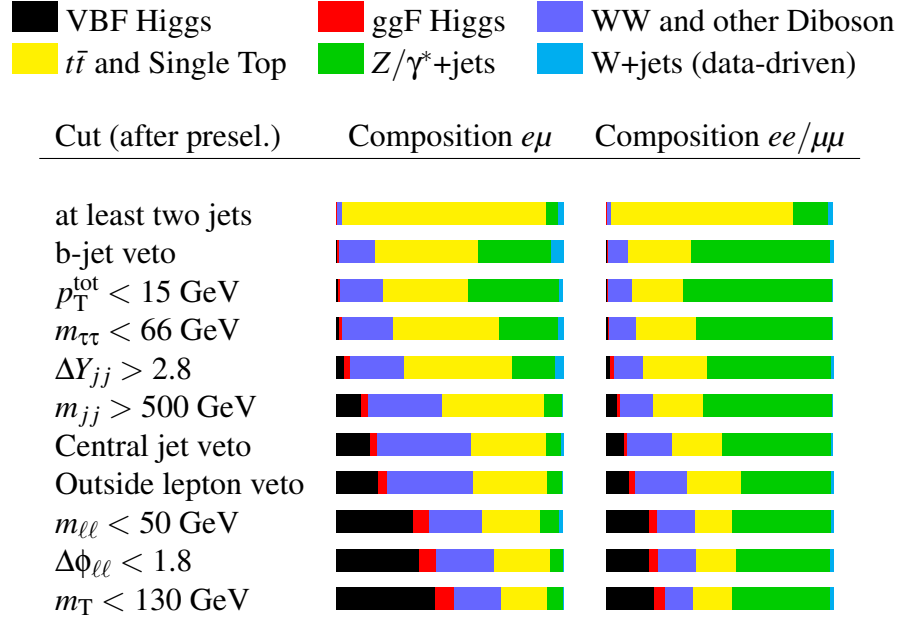 VBF Higgs ggF Higgs WW and other Diboson
tt̄ and Single Top Z/γ*+jets W+jets (data-driven)
Cut (after presel.) Composition eμ Composition ee/μμ
at least two jets
b-jet veto
p_T^tot < 15 GeV
m_ττ < 66 GeV
ΔY_jj > 2.8
m_jj > 500 GeV
Central jet veto
Outside lepton veto
m_ℓℓ < 50 GeV
Δϕ_ℓℓ < 1.8
m_T < 130 GeV